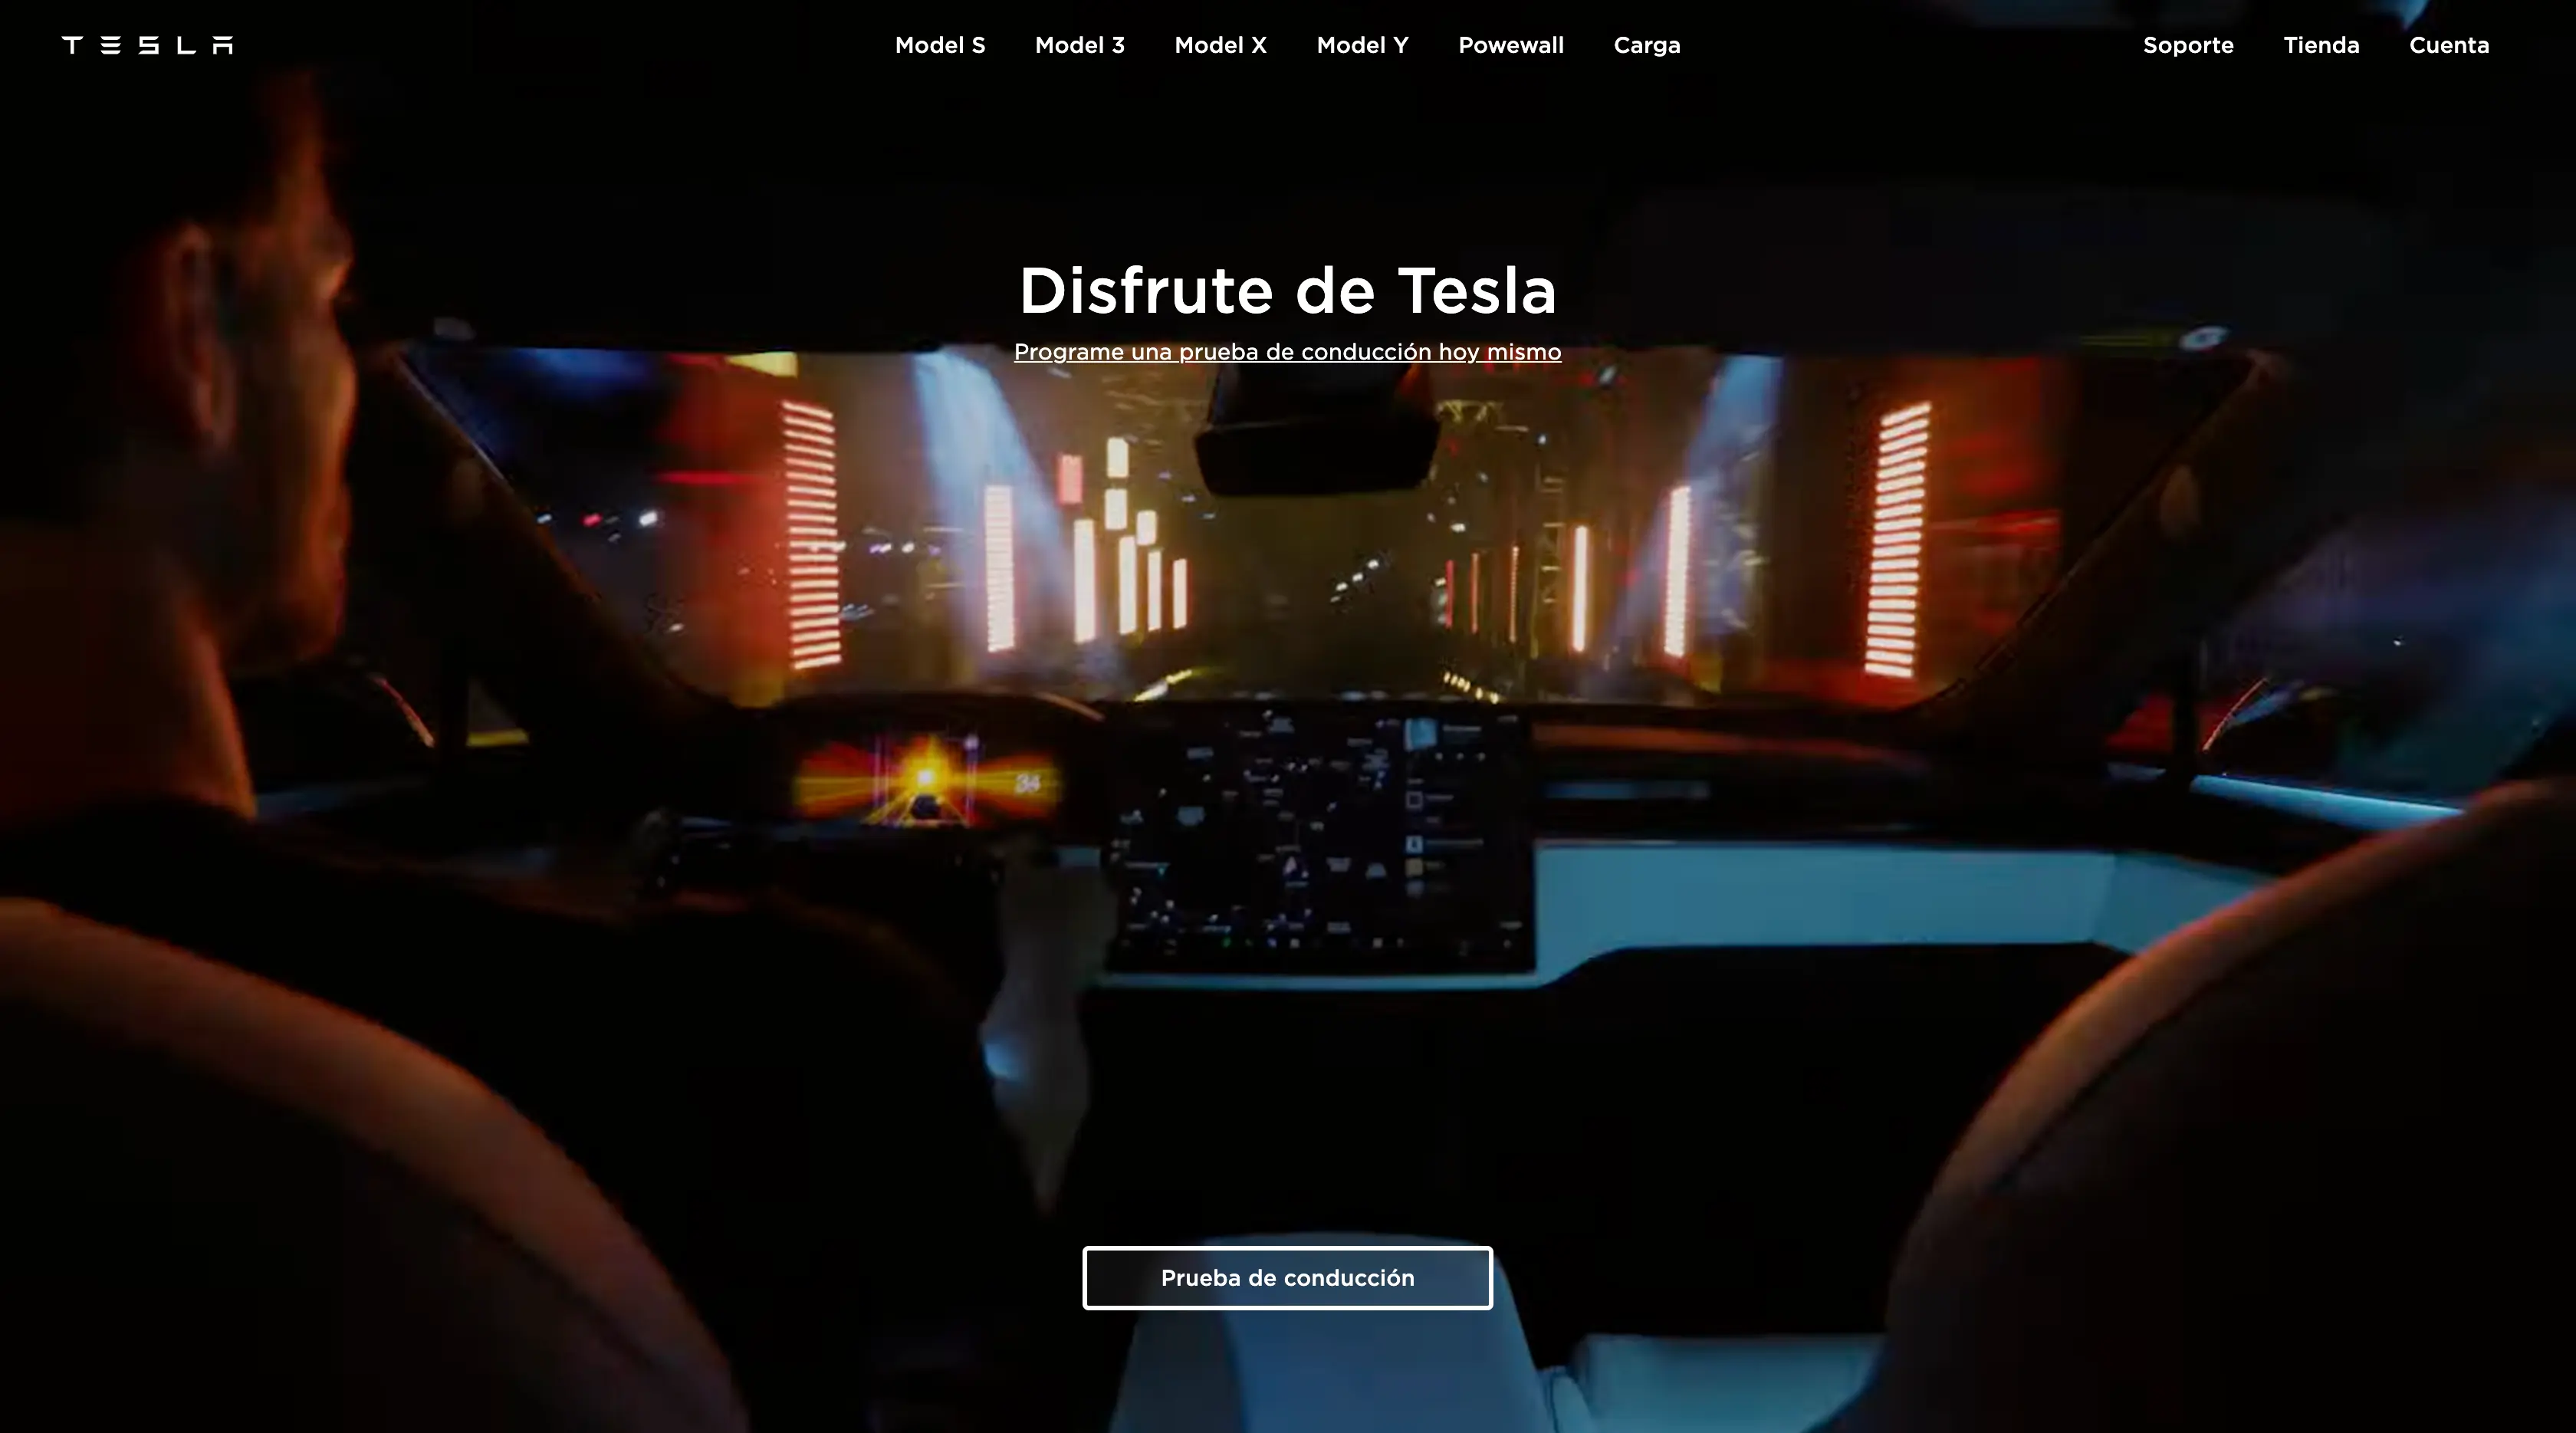 TESLA
Model S Model 3 Model X Model Y Powewall Carga
Soporte Tienda Cuenta
Disfrute de Tesla
Programe una prueba de conducción hoy mismo
34
Prueba de conducción